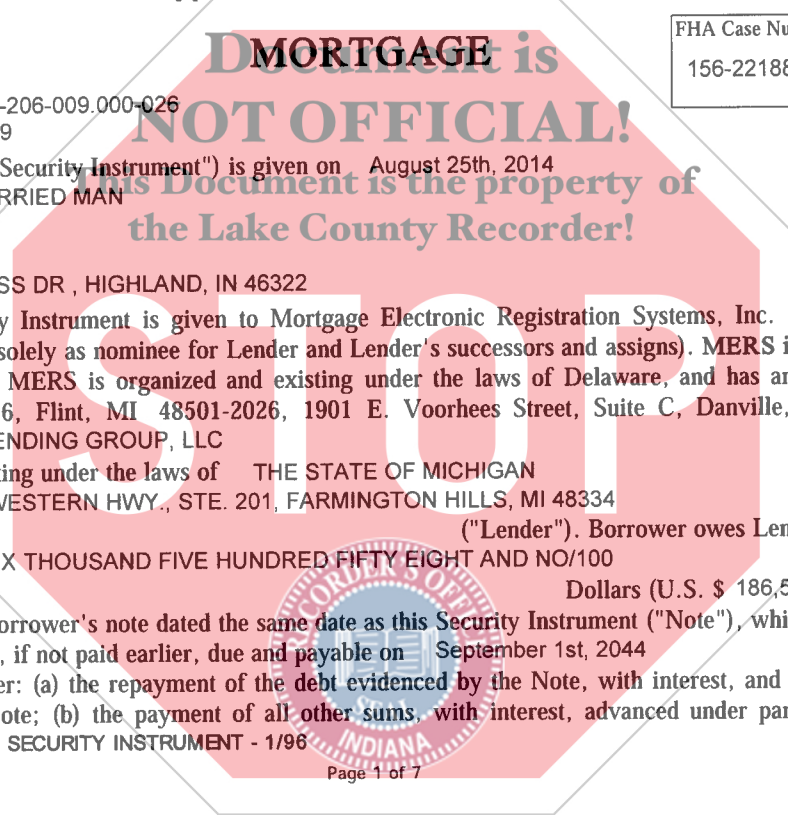 MORTGAGE
FHA Case Nu
156-22188
Document is
NOT OFFICIAL!
This Document is the property of
the Lake County Recorder!
STOP
-206-009.000-026
9
Security Instrument") is given on August 25th, 2014
RRIED MAN
SS DR , HIGHLAND, IN 46322
y Instrument is given to Mortgage Electronic Registration Systems, Inc.
solely as nominee for Lender and Lender's successors and assigns). MERS i
MERS is organized and existing under the laws of Delaware, and has an
6, Flint, MI 48501-2026, 1901 E. Voorhees Street, Suite C, Danville,
ENDING GROUP, LLC
ting under the laws of THE STATE OF MICHIGAN
WESTERN HWY., STE. 201, FARMINGTON HILLS, MI 48334
("Lender"). Borrower owes Len
X THOUSAND FIVE HUNDRED FIFTY EIGHT AND NO/100
Dollars (U.S. $ 186,5
orrower's note dated the same date as this Security Instrument ("Note"), whi
, if not paid earlier, due and payable on September 1st, 2044
er: (a) the repayment of the debt evidenced by the Note, with interest, and
ote; (b) the payment of all other sums, with interest, advanced under par
SECURITY INSTRUMENT - 1/96
Page 1 of 7
RECORDER'S OFFICE
SEAL
INDIANA